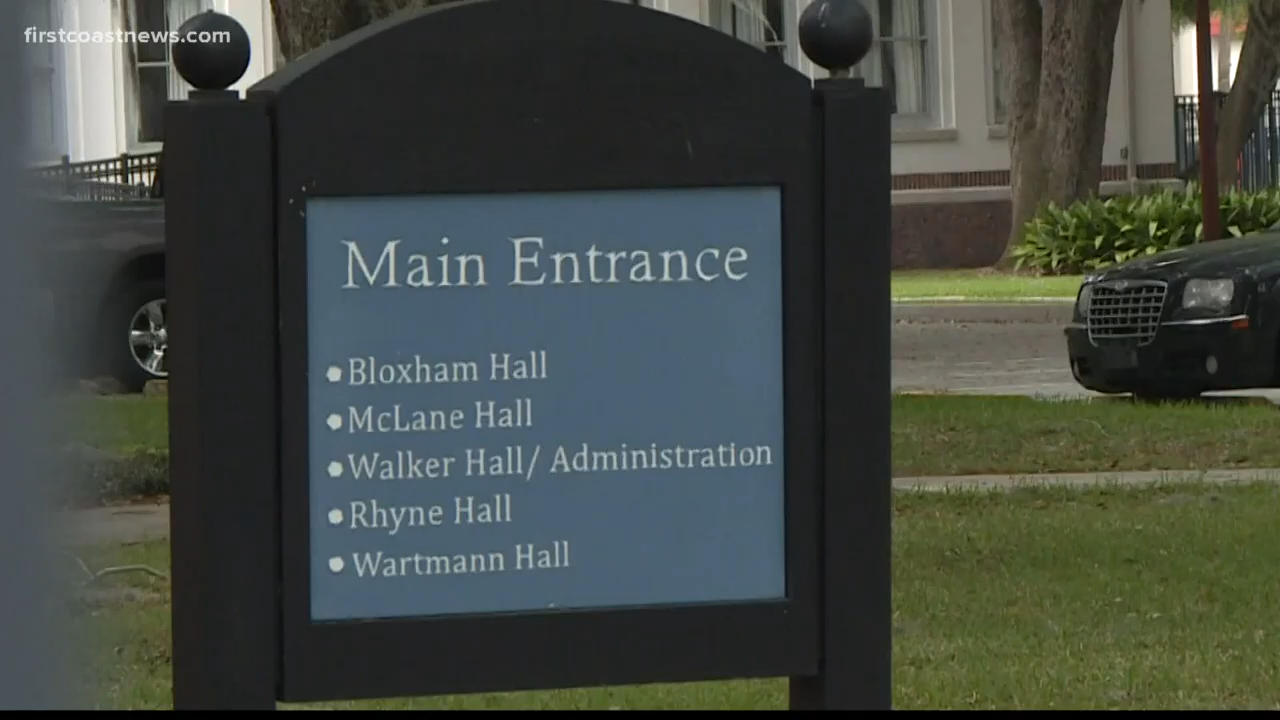 firstcoastnews.com
Main Entrance
• Bloxham Hall
• McLane Hall
• Walker Hall/ Administration
• Rhyne Hall
• Wartmann Hall